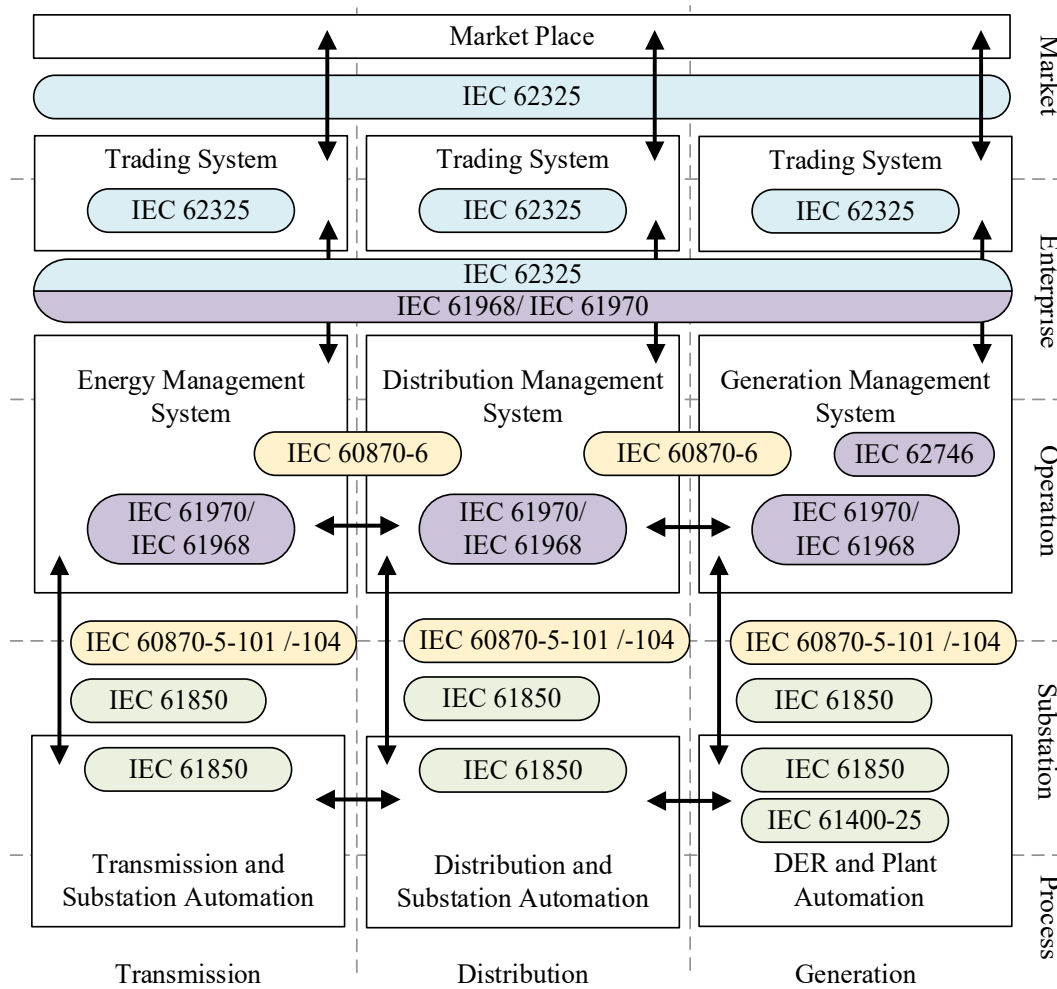 Market Place
Market
IEC 62325
Trading System
Trading System
Trading System
IEC 62325
IEC 62325
IEC 62325
Enterprise
IEC 62325
IEC 61968/ IEC 61970
Energy Management
System
Distribution Management
System
Generation Management
System
Operation
IEC 60870-6
IEC 60870-6
IEC 62746
IEC 61970/
IEC 61968
IEC 61970/
IEC 61968
IEC 61970/
IEC 61968
IEC 60870-5-101 /-104
IEC 60870-5-101 /-104
IEC 60870-5-101 /-104
Substation
IEC 61850
IEC 61850
IEC 61850
IEC 61850
IEC 61850
IEC 61850
IEC 61400-25
Transmission and
Substation Automation
Distribution and
Substation Automation
DER and Plant
Automation
Process
Transmission
Distribution
Generation